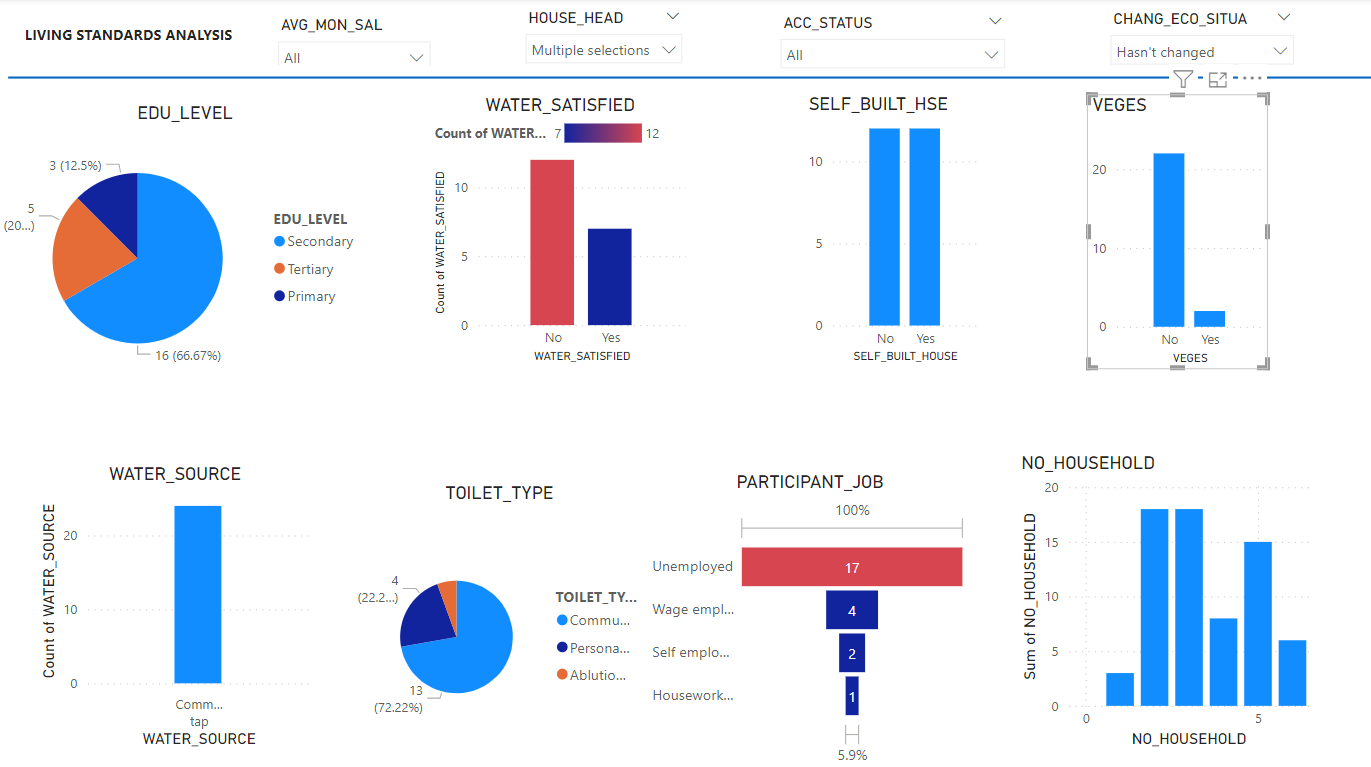 LIVING STANDARDS ANALYSIS
AVG_MON_SAL
All
HOUSE_HEAD
Multiple selections
ACC_STATUS
All
CHANG_ECO_SITUA
Hasn't changed
EDU_LEVEL
3 (12.5%)
5
(20...)
16 (66.67%)
EDU_LEVEL
Secondary
Tertiary
Primary
WATER_SATISFIED
Count of WATER... 7 12
Count of WATER_SATISFIED
10
5
0
No Yes
WATER_SATISFIED
SELF_BUILT_HSE
10
5
0
No Yes
SELF_BUILT_HOUSE
VEGES
20
10
0
No Yes
VEGES
WATER_SOURCE
Count of WATER_SOURCE
20
10
0
Comm...
tap
WATER_SOURCE
TOILET_TYPE
4
(22.2...)
13
(72.22%)
TOILET_TY...
Commu...
Persona...
Ablutio...
PARTICIPANT_JOB
100%
Unemployed 17
Wage empl... 4
Self emplo... 2
Housework... 1
5.9%
NO_HOUSEHOLD
Sum of NO_HOUSEHOLD
20
15
10
5
0
0 5
NO_HOUSEHOLD